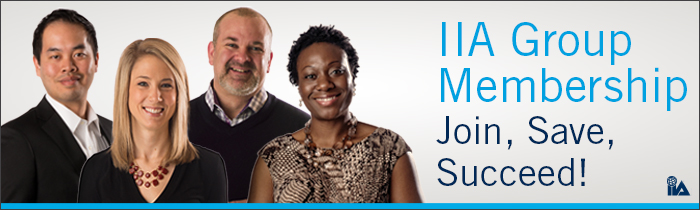 IIA Group
Membership
Join, Save,
Succeed!
IIA